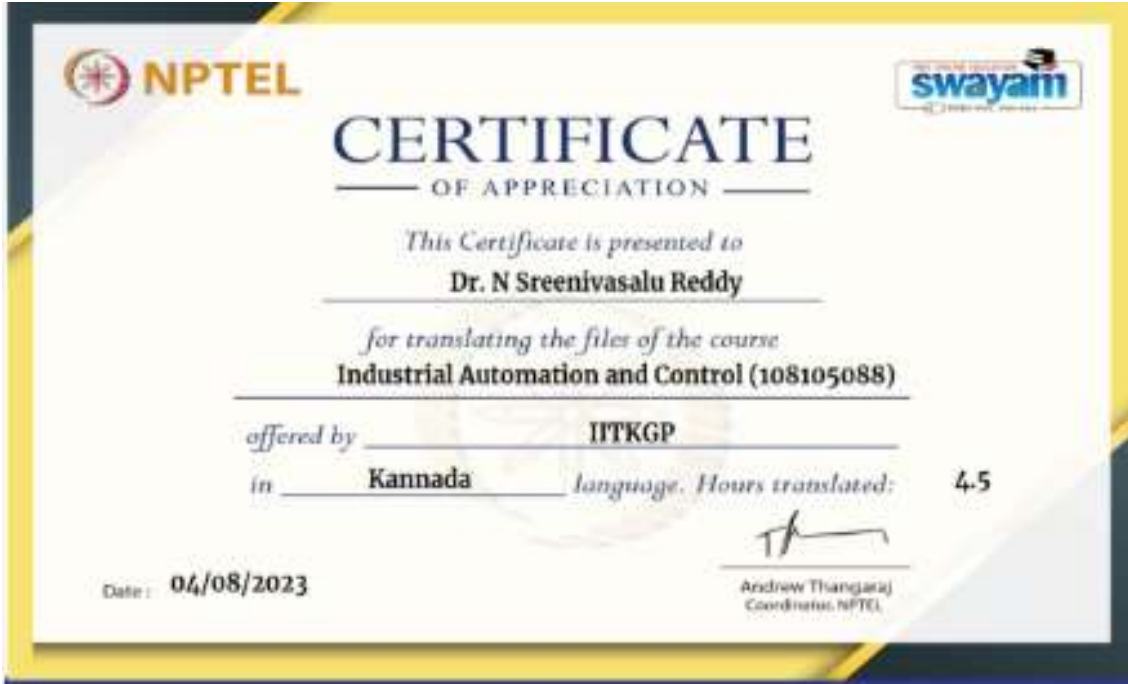 NPTEL
swayam
CERTIFICATE
OF APPRECIATION
This Certificate is presented to
Dr. N Sreenivasalu Reddy
for translating the files of the course
Industrial Automation and Control (108105088)
offered by IITKGP
in Kannada language. Hours translated: 4.5
Date : 04/08/2023
Andrew Thangaraj
Coordinator, NPTEL